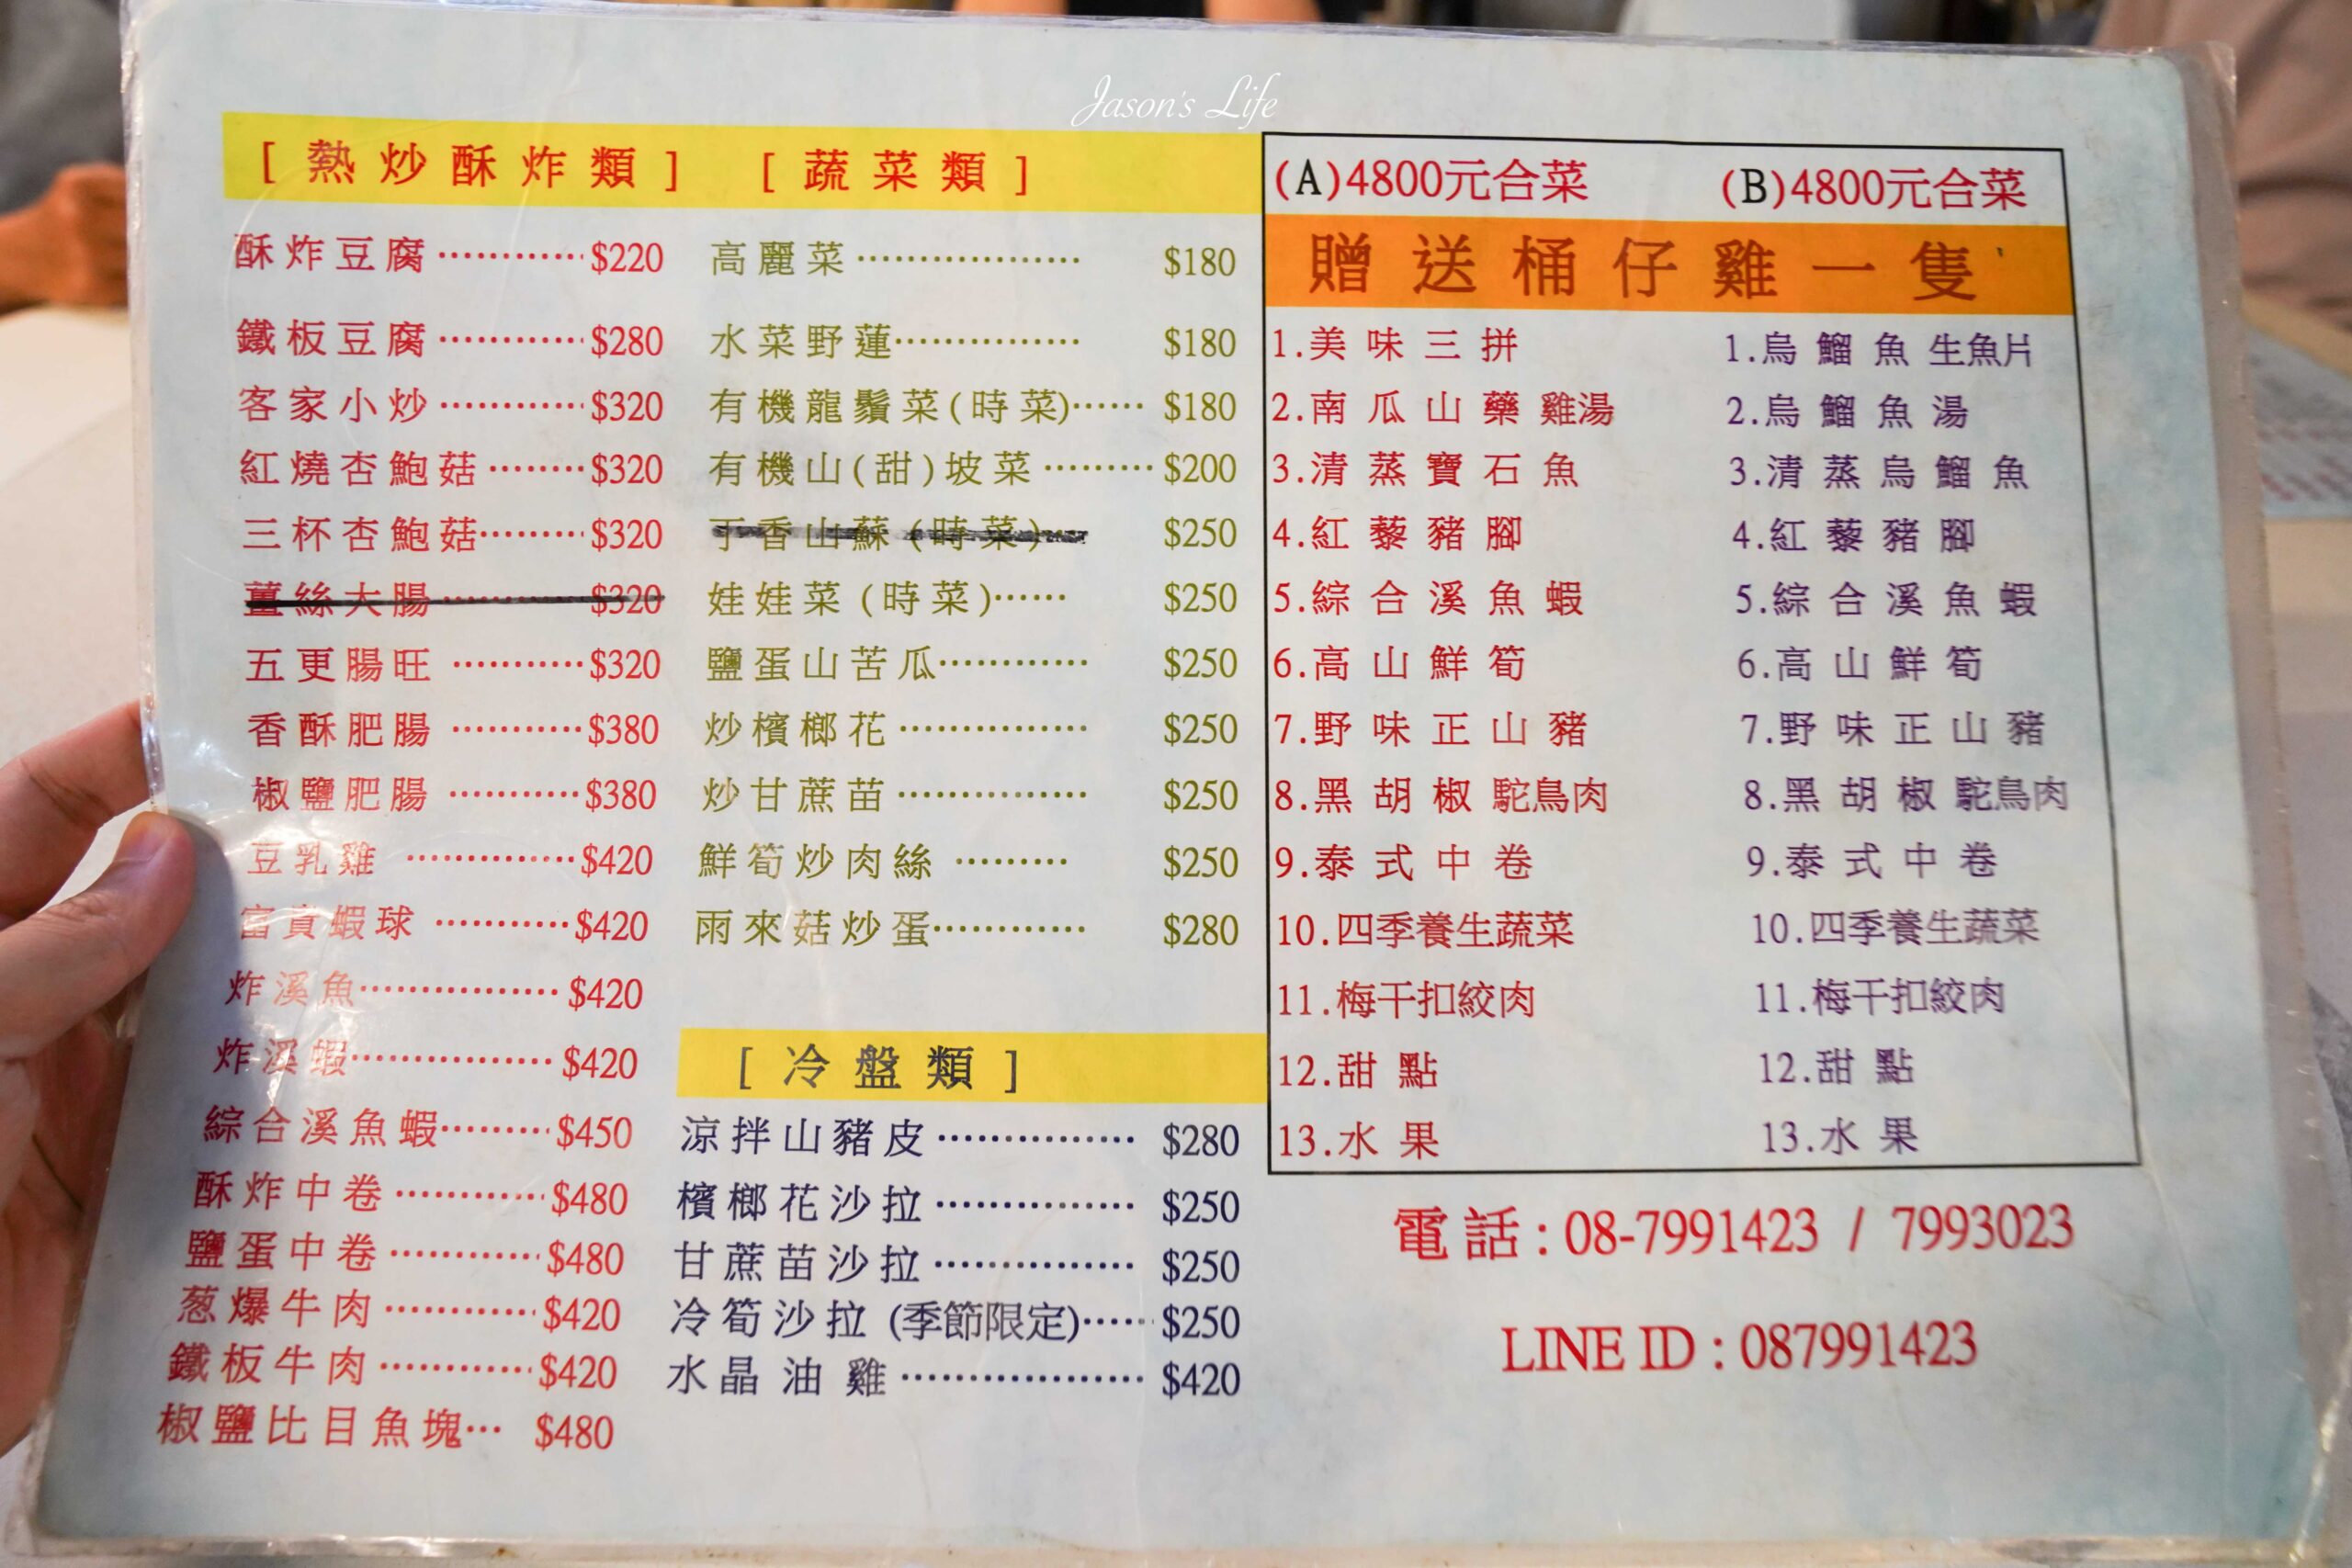 Jason's Life
[ 熱炒酥炸類 ]
酥炸豆腐…………$220
鐵板豆腐…………$280
客家小炒…………$320
紅燒杏鮑菇………$320
三杯杏鮑菇………$320
薑絲大腸…………$320
五更腸旺…………$320
香酥肥腸…………$380
椒鹽肥腸…………$380
豆乳雞……………$420
富貴蝦球…………$420
炸溪魚……………$420
炸溪蝦……………$420
綜合溪魚蝦………$450
酥炸中卷…………$480
鹽蛋中卷…………$480
葱爆牛肉…………$420
鐵板牛肉…………$420
椒鹽比目魚塊… $480
[ 蔬菜類 ]
高麗菜……………… $180
水菜野蓮…………… $180
有機龍鬚菜(時菜)…… $180
有機山(甜)坡菜……… $200
丁香山蘇(時菜) $250
娃娃菜(時菜)…… $250
鹽蛋山苦瓜………… $250
炒檳榔花…………… $250
炒甘蔗苗…………… $250
鮮筍炒肉絲……… $250
雨來菇炒蛋………… $280
[ 冷盤類 ]
涼拌山豬皮………… $280
檳榔花沙拉………… $250
甘蔗苗沙拉………… $250
冷筍沙拉 (季節限定)…… $250
水晶油雞……………… $420
(A)4800元合菜 (B)4800元合菜
贈送桶仔雞一隻
1.美味三拼
2.南瓜山藥雞湯
3.清蒸寶石魚
4.紅藜豬腳
5.綜合溪魚蝦
6.高山鮮筍
7.野味正山豬
8.黑胡椒駝鳥肉
9.泰式中卷
10.四季養生蔬菜
11.梅干扣絞肉
12.甜點
13.水果
1.烏鰡魚生魚片
2.烏鰡魚湯
3.清蒸烏鰡魚
4.紅藜豬腳
5.綜合溪魚蝦
6.高山鮮筍
7.野味正山豬
8.黑胡椒駝鳥肉
9.泰式中卷
10.四季養生蔬菜
11.梅干扣絞肉
12.甜點
13.水果
電話:08-7991423 / 7993023
LINE ID:087991423